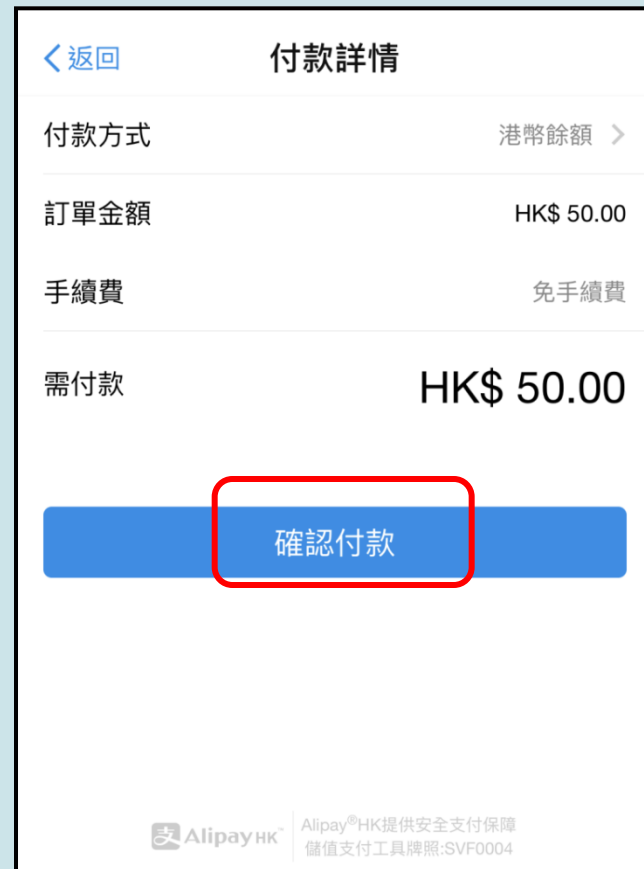 返回 付款詳情
付款方式 港幣餘額
訂單金額 HK$ 50.00
手續費 免手續費
需付款 HK$ 50.00
確認付款
支 Alipay HK™ Alipay®HK提供安全支付保障
儲值支付工具牌照:SVF0004